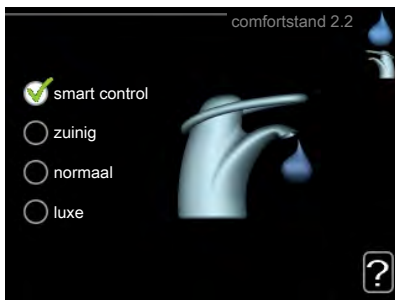 comfortstand 2.2
smart control
zuinig
normaal
luxe
?